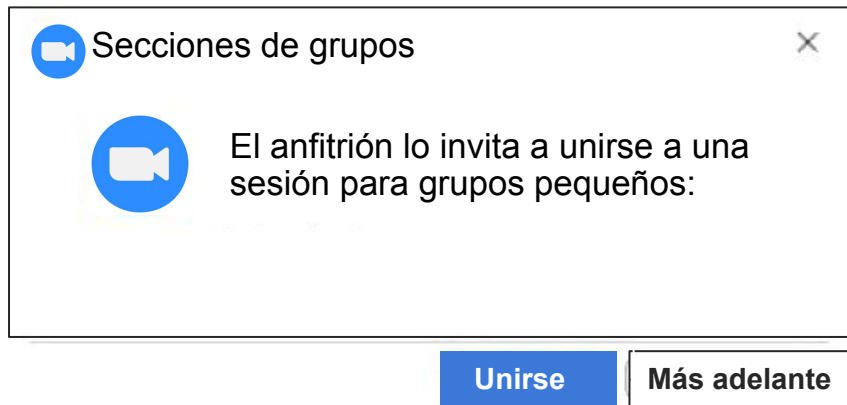 Secciones de grupos
El anfitrión lo invita a unirse a una
sesión para grupos pequeños:
Unirse
Más adelante